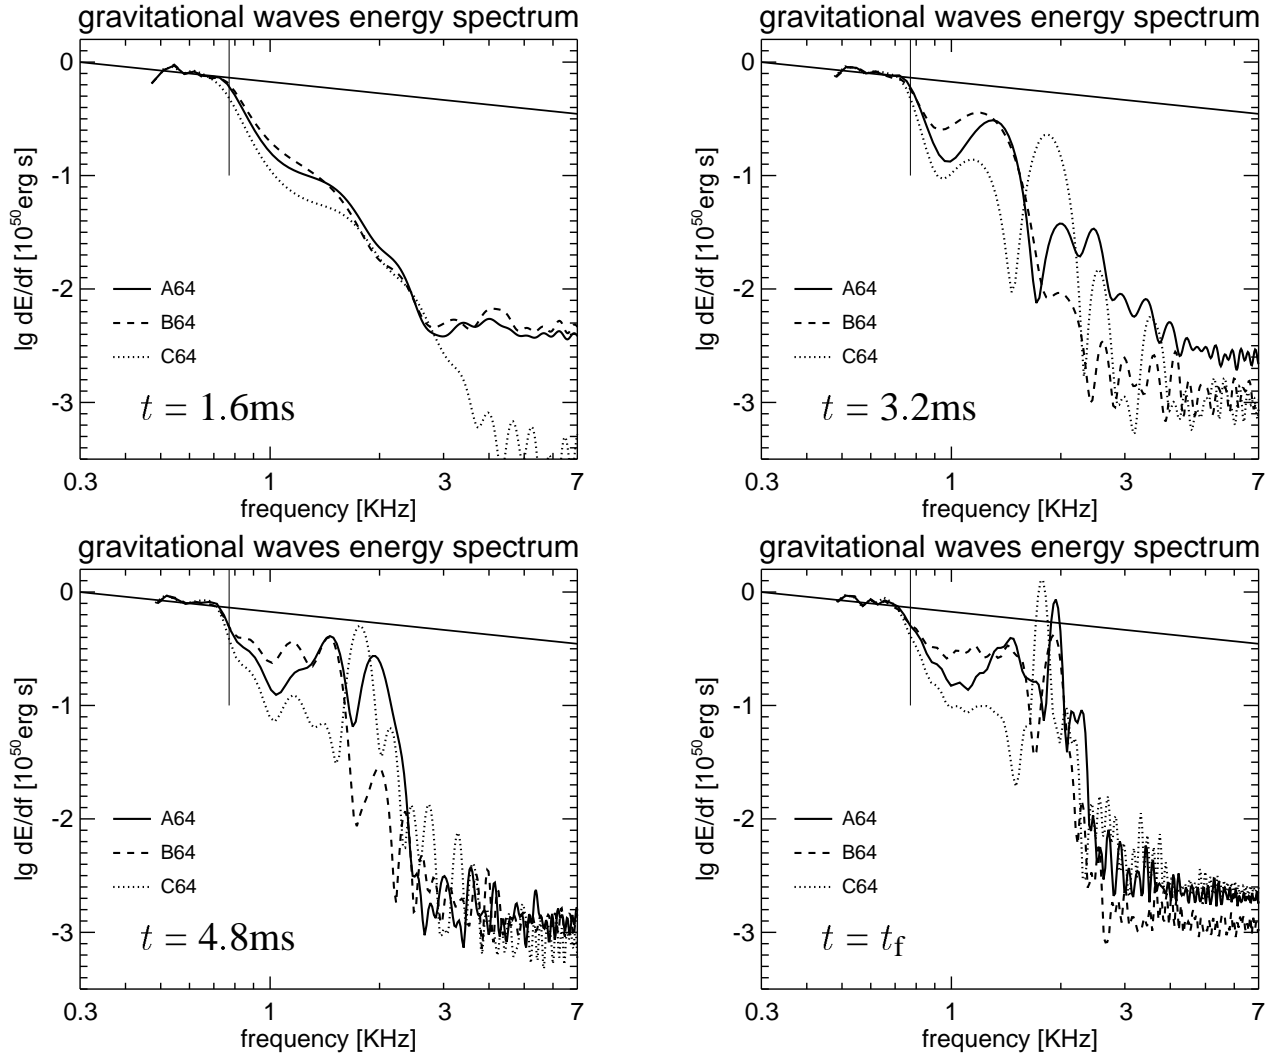 gravitational waves energy spectrum
lg dE/df [10^50 erg s]
0
-1
-2
-3
A64
B64
C64
t = 1.6ms
0.3
1
3
7
frequency [KHz]
gravitational waves energy spectrum
lg dE/df [10^50 erg s]
0
-1
-2
-3
A64
B64
C64
t = 3.2ms
0.3
1
3
7
frequency [KHz]
gravitational waves energy spectrum
lg dE/df [10^50 erg s]
0
-1
-2
-3
A64
B64
C64
t = 4.8ms
0.3
1
3
7
frequency [KHz]
gravitational waves energy spectrum
lg dE/df [10^50 erg s]
0
-1
-2
-3
A64
B64
C64
t = t_f
0.3
1
3
7
frequency [KHz]